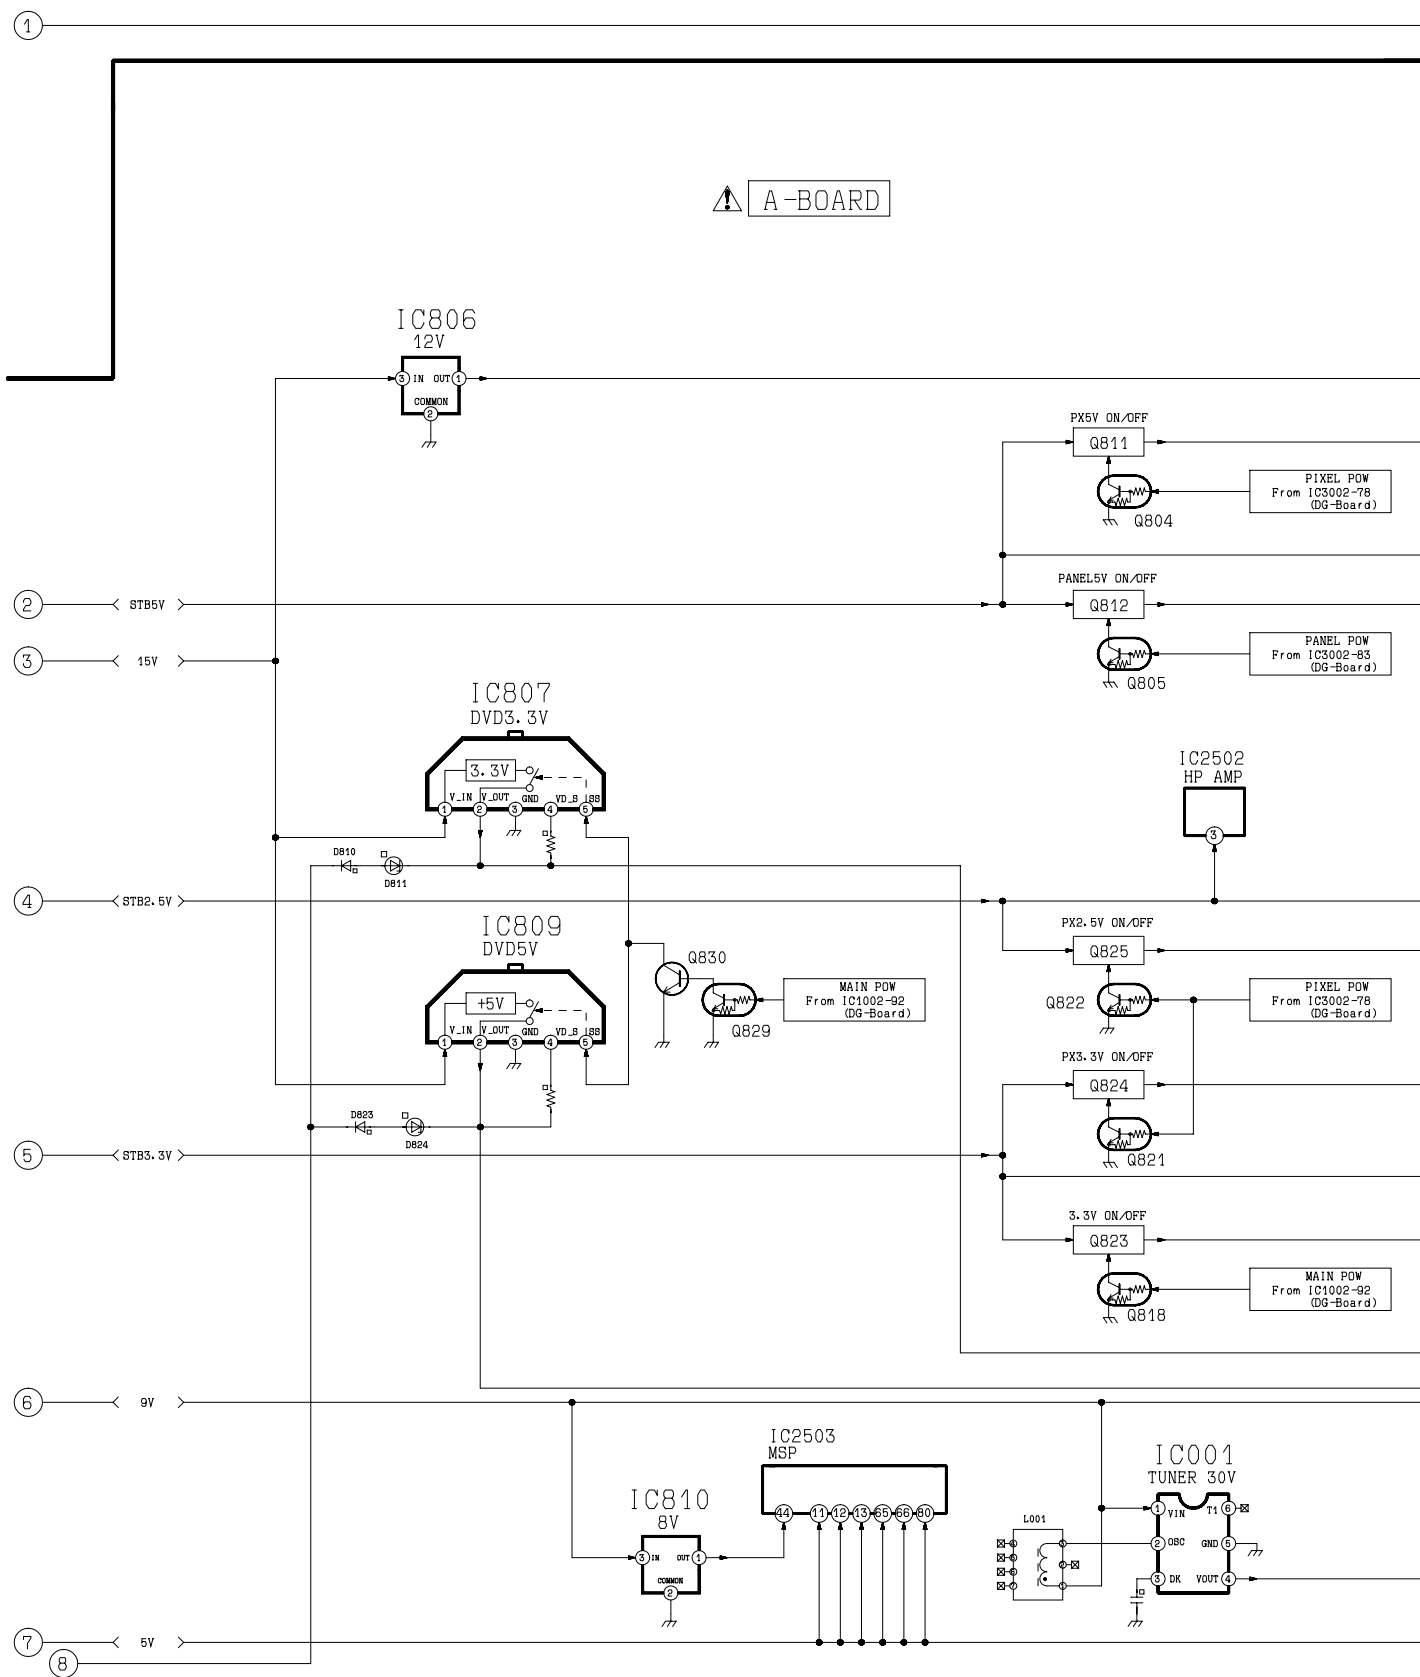 1
A-BOARD
IC806
12V
3 IN OUT 1
COMMON
2
PX5V ON/OFF
Q811
PIXEL POW
From IC3002-78
(DG-Board)
Q804
PANEL5V ON/OFF
2 STB5V
Q812
PANEL POW
From IC3002-83
(DG-Board)
3 15V
Q805
IC807
DVD3.3V
3.3V
V_IN V_OUT GND VD_S SS
1 2 3 4 5
IC2502
HP AMP
3
D810
D811
4 STB2.5V
IC809
DVD5V
+5V
V_IN V_OUT GND VD_S SS
1 2 3 4 5
Q830
MAIN POW
From IC1002-92
(DG-Board)
Q829
PX2.5V ON/OFF
Q825
Q822
PIXEL POW
From IC3002-78
(DG-Board)
PX3.3V ON/OFF
Q824
D823
D824
5 STB3.3V
Q821
3.3V ON/OFF
Q823
MAIN POW
From IC1002-92
(DG-Board)
Q818
6 9V
IC2503
MSP
44 11 12 13 65 66 80
IC810
8V
3 IN OUT 1
COMMON
2
L001
IC001
TUNER 30V
1 VIN T1 6
2 OSC GND 5
3 DK VOUT 4
7 5V
8